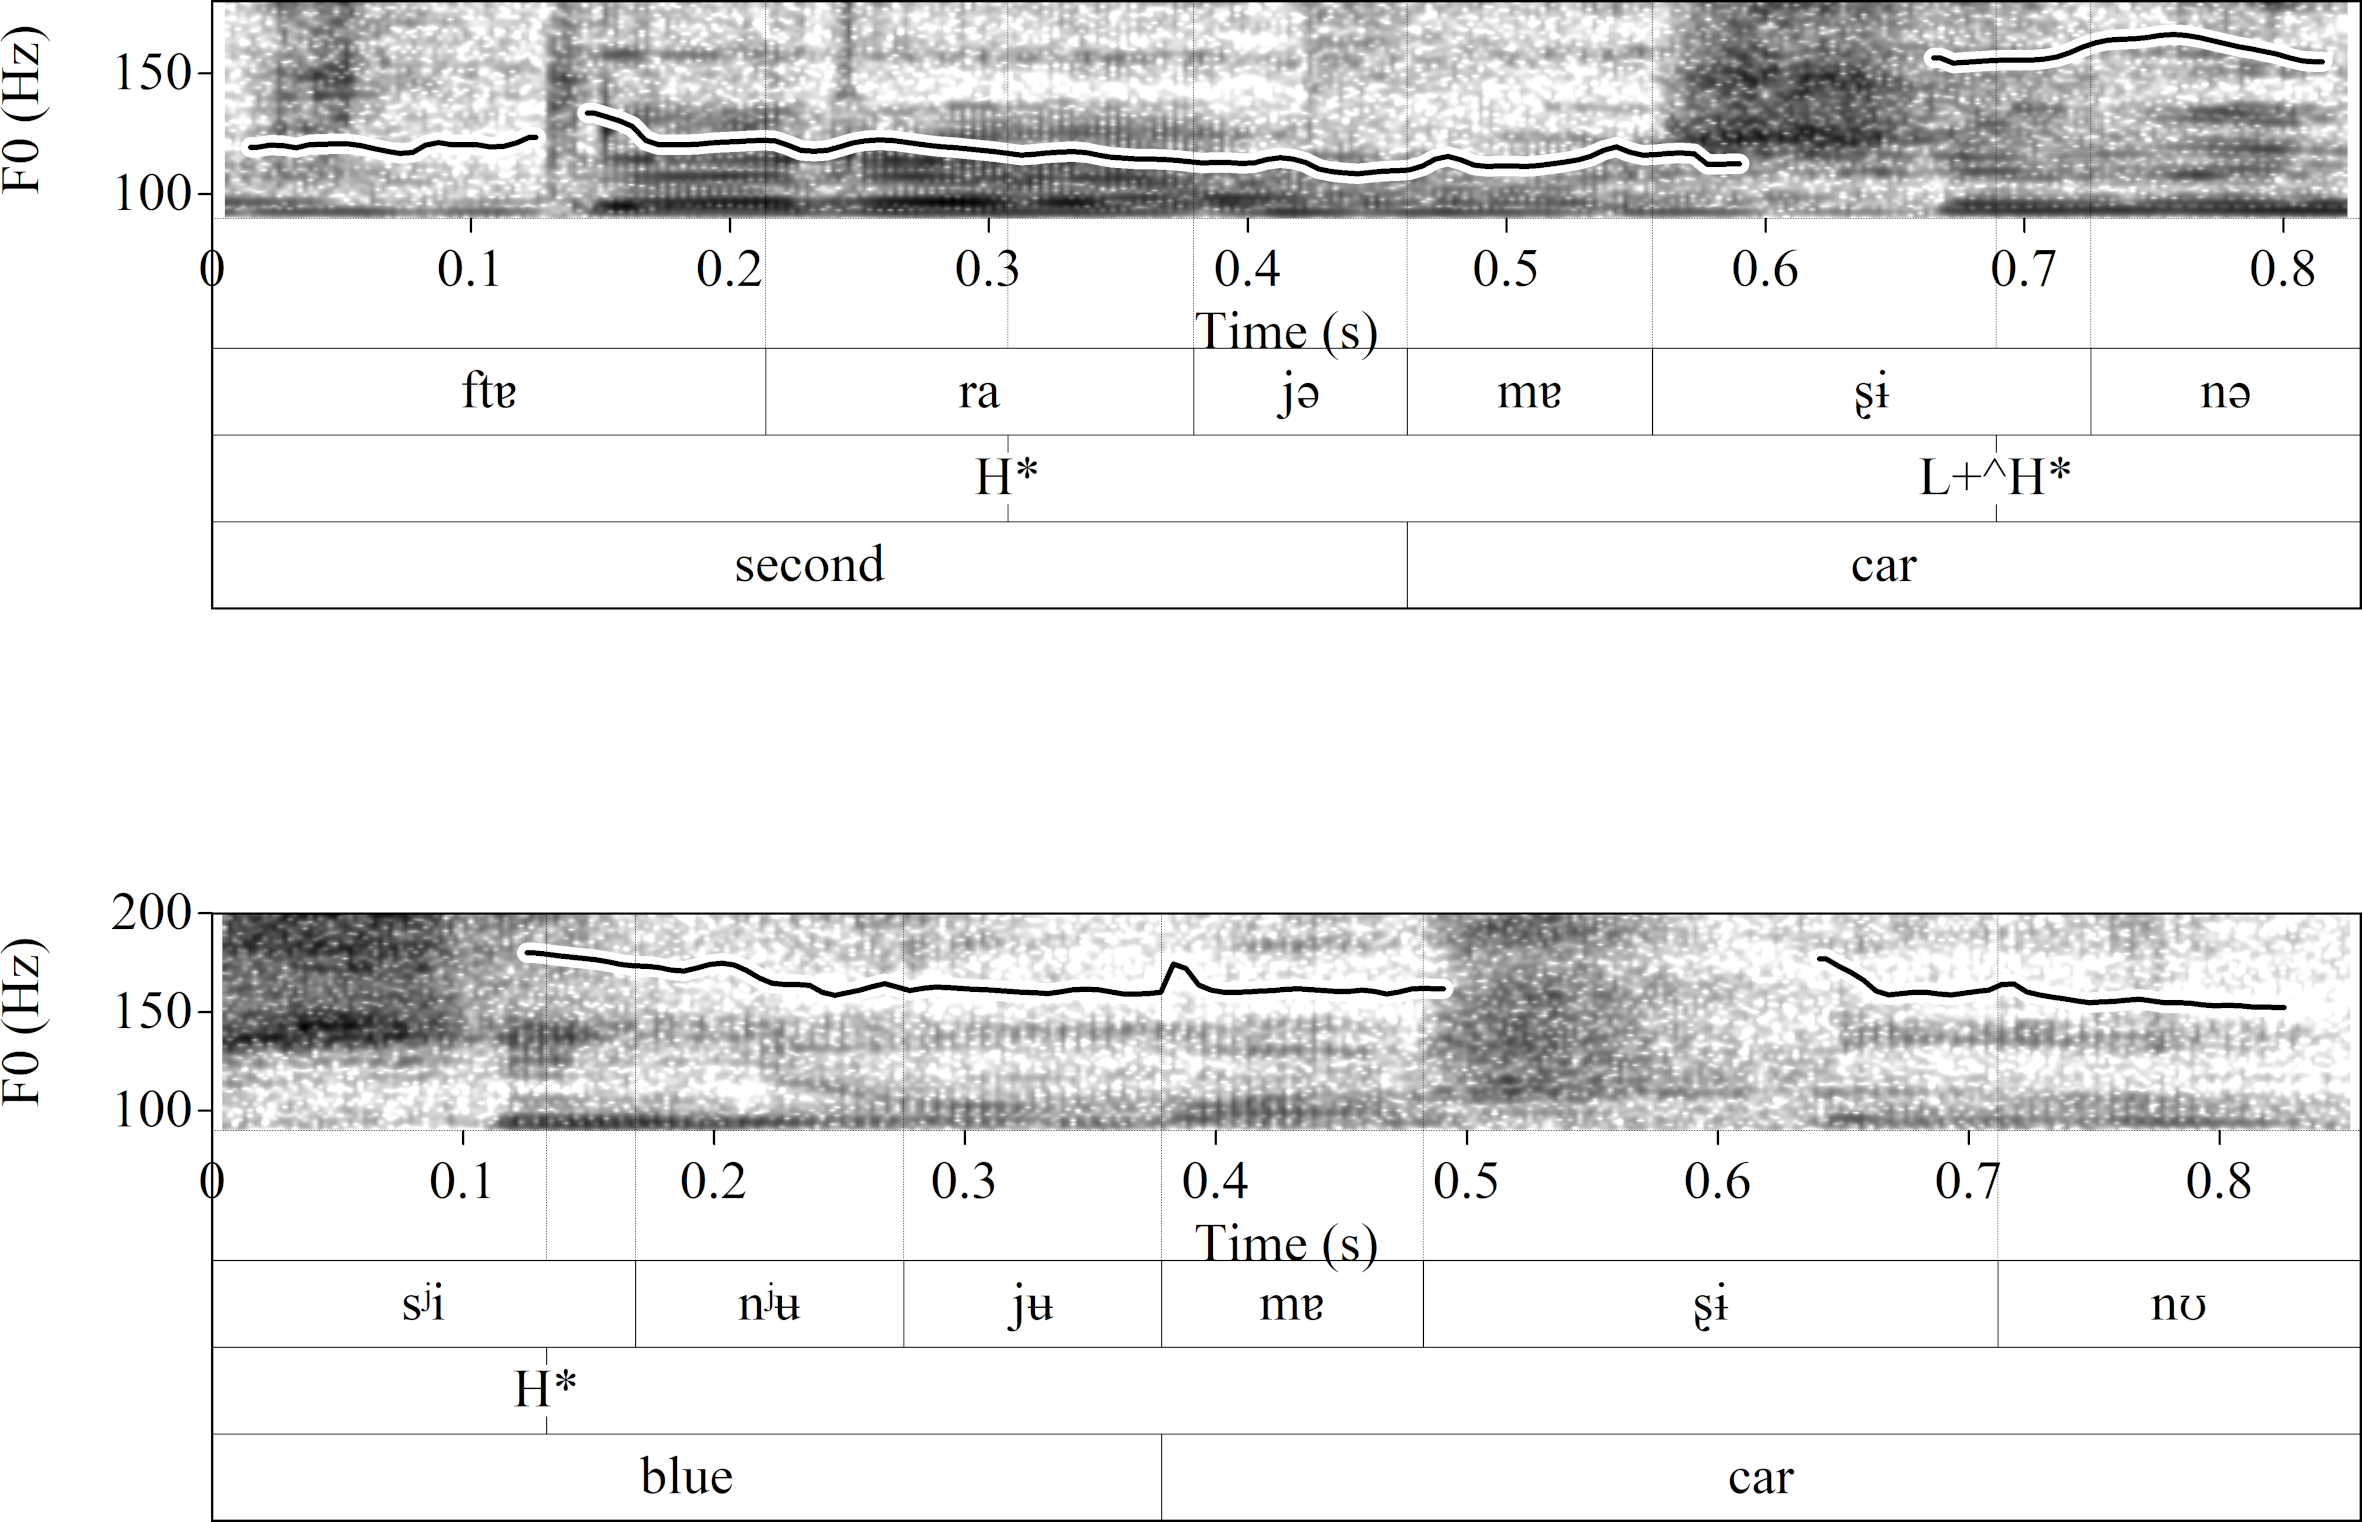 F0 (Hz)
150
100
0 0.1 0.2 0.3 0.4 0.5 0.6 0.7 0.8
Time (s)
ftɐ ra jə mɐ ʂɨ nə
H* L+^H*
second car
F0 (Hz)
200
150
100
0 0.1 0.2 0.3 0.4 0.5 0.6 0.7 0.8
Time (s)
sʲi nʲʉ jʉ mɐ ʂɨ nʊ
H*
blue car